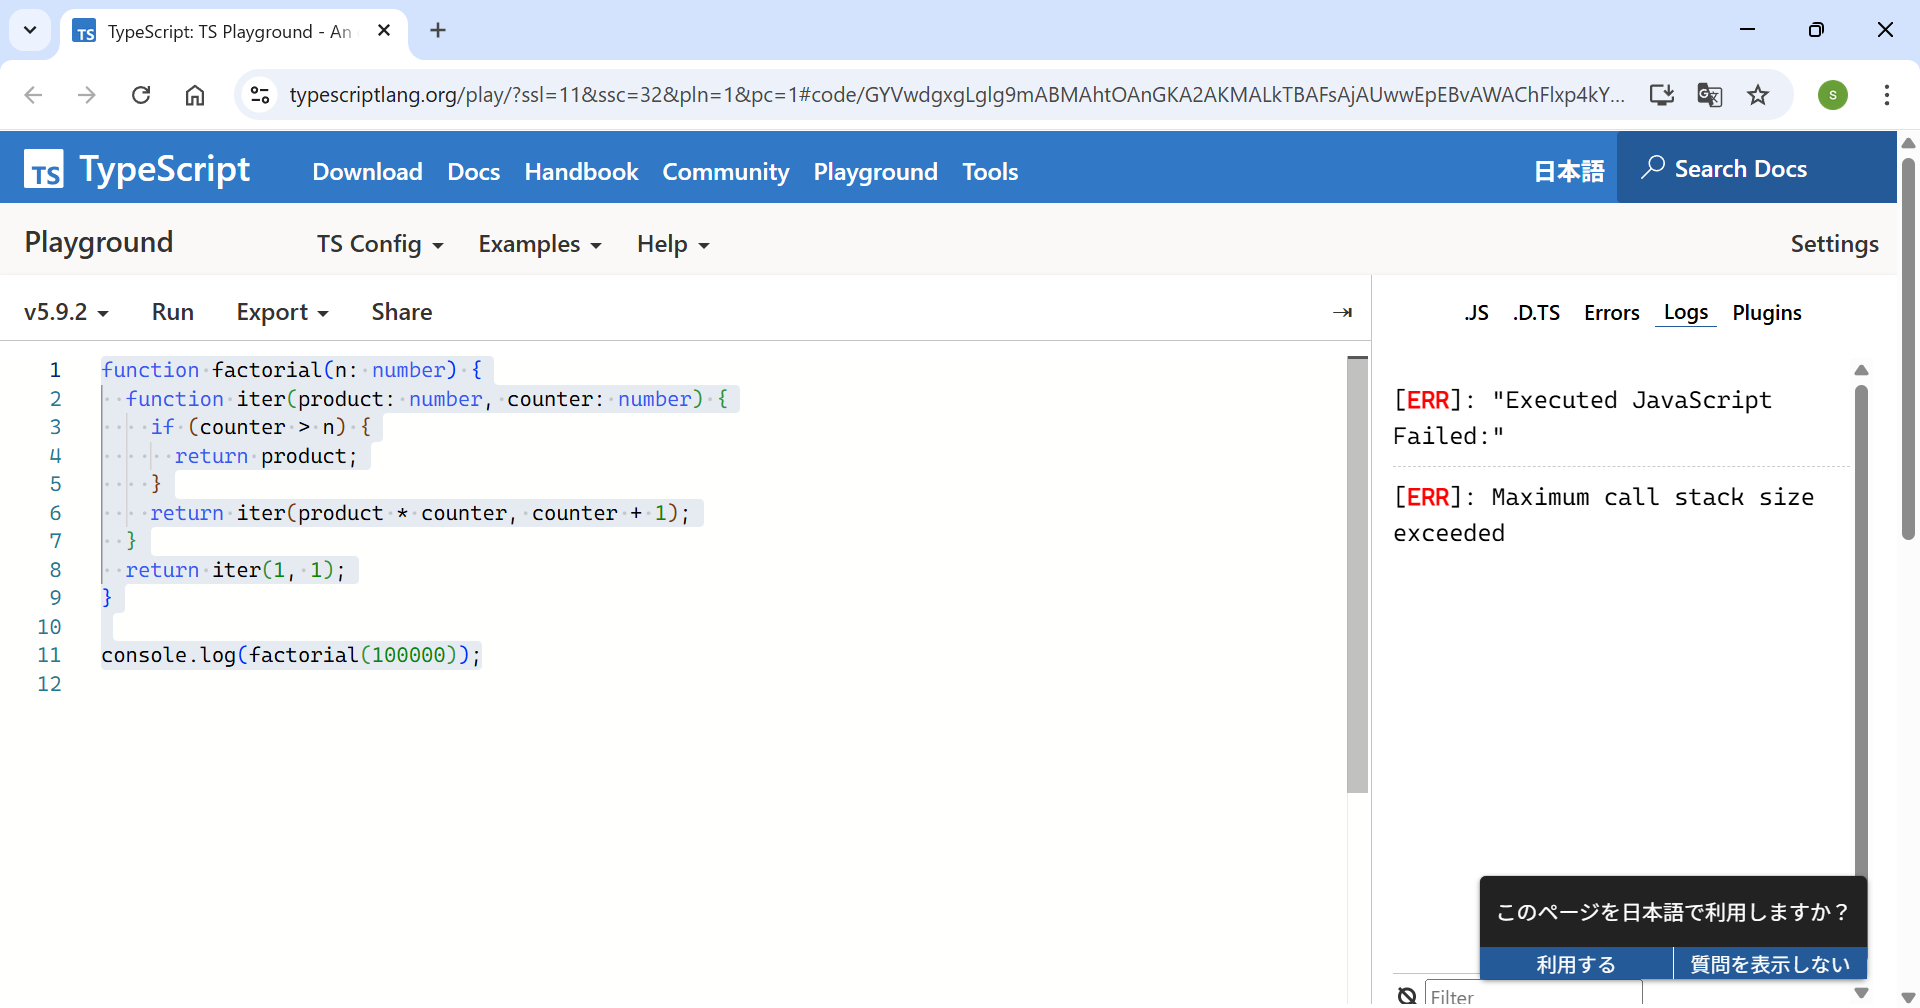 TypeScript: TS Playground - An
typescriptlang.org/play/?ssl=11&ssc=32&pln=1&pc=1#code/GYVwdgxgLglg9mABMAhtOAnGKA2AKMALkTBAFsAjAUwwEpEBvAWAChFlxp4kY...
s
TS TypeScript Download Docs Handbook Community Playground Tools 日本語 Search Docs
Playground TS Config Examples Help Settings
v5.9.2 Run Export Share .JS .D.TS Errors Logs Plugins
1 function factorial(n: number) {
2   function iter(product: number, counter: number) {
3     if (counter > n) {
4       return product;
5     }
6     return iter(product * counter, counter + 1);
7   }
8   return iter(1, 1);
9 }
10
11 console.log(factorial(100000));
12
[ERR]: "Executed JavaScript
Failed:"
[ERR]: Maximum call stack size
exceeded
このページを日本語で利用しますか？
利用する 質問を表示しない
Filter